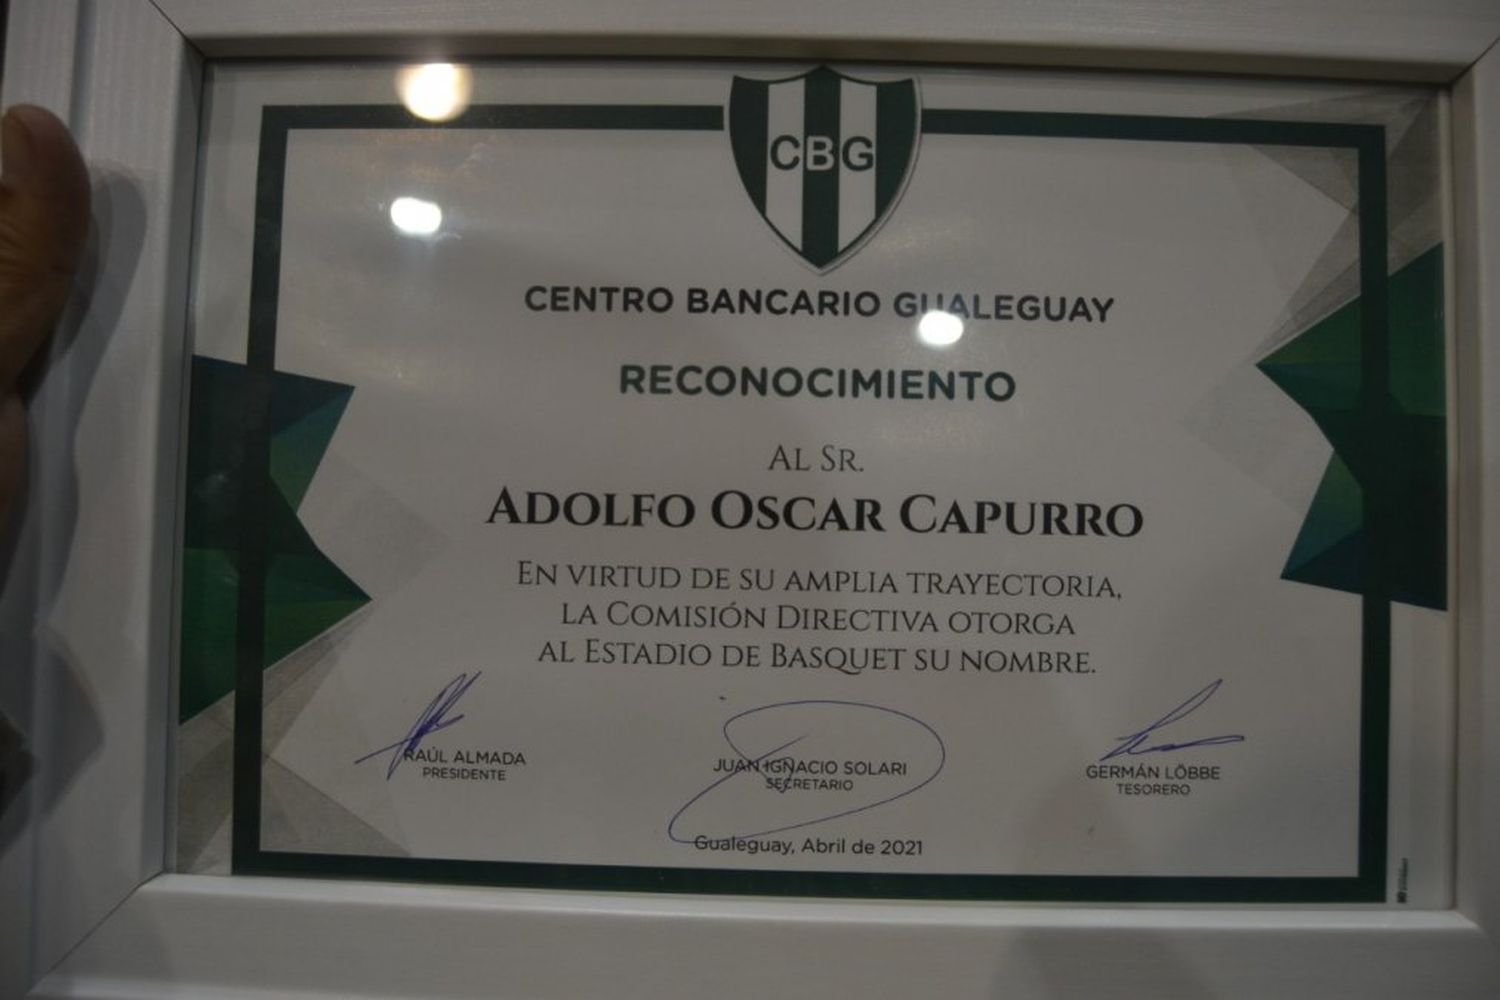 CBG
CENTRO BANCARIO GUALEGUAY
RECONOCIMIENTO
AL SR.
ADOLFO OSCAR CAPURRO
EN VIRTUD DE SU AMPLIA TRAYECTORIA,
LA COMISIÓN DIRECTIVA OTORGA
AL ESTADIO DE BASQUET SU NOMBRE.
RAÚL ALMADA
PRESIDENTE
JUAN IGNACIO SOLARI
SECRETARIO
GERMÁN LÖBBE
TESORERO
Gualeguay, Abril de 2021